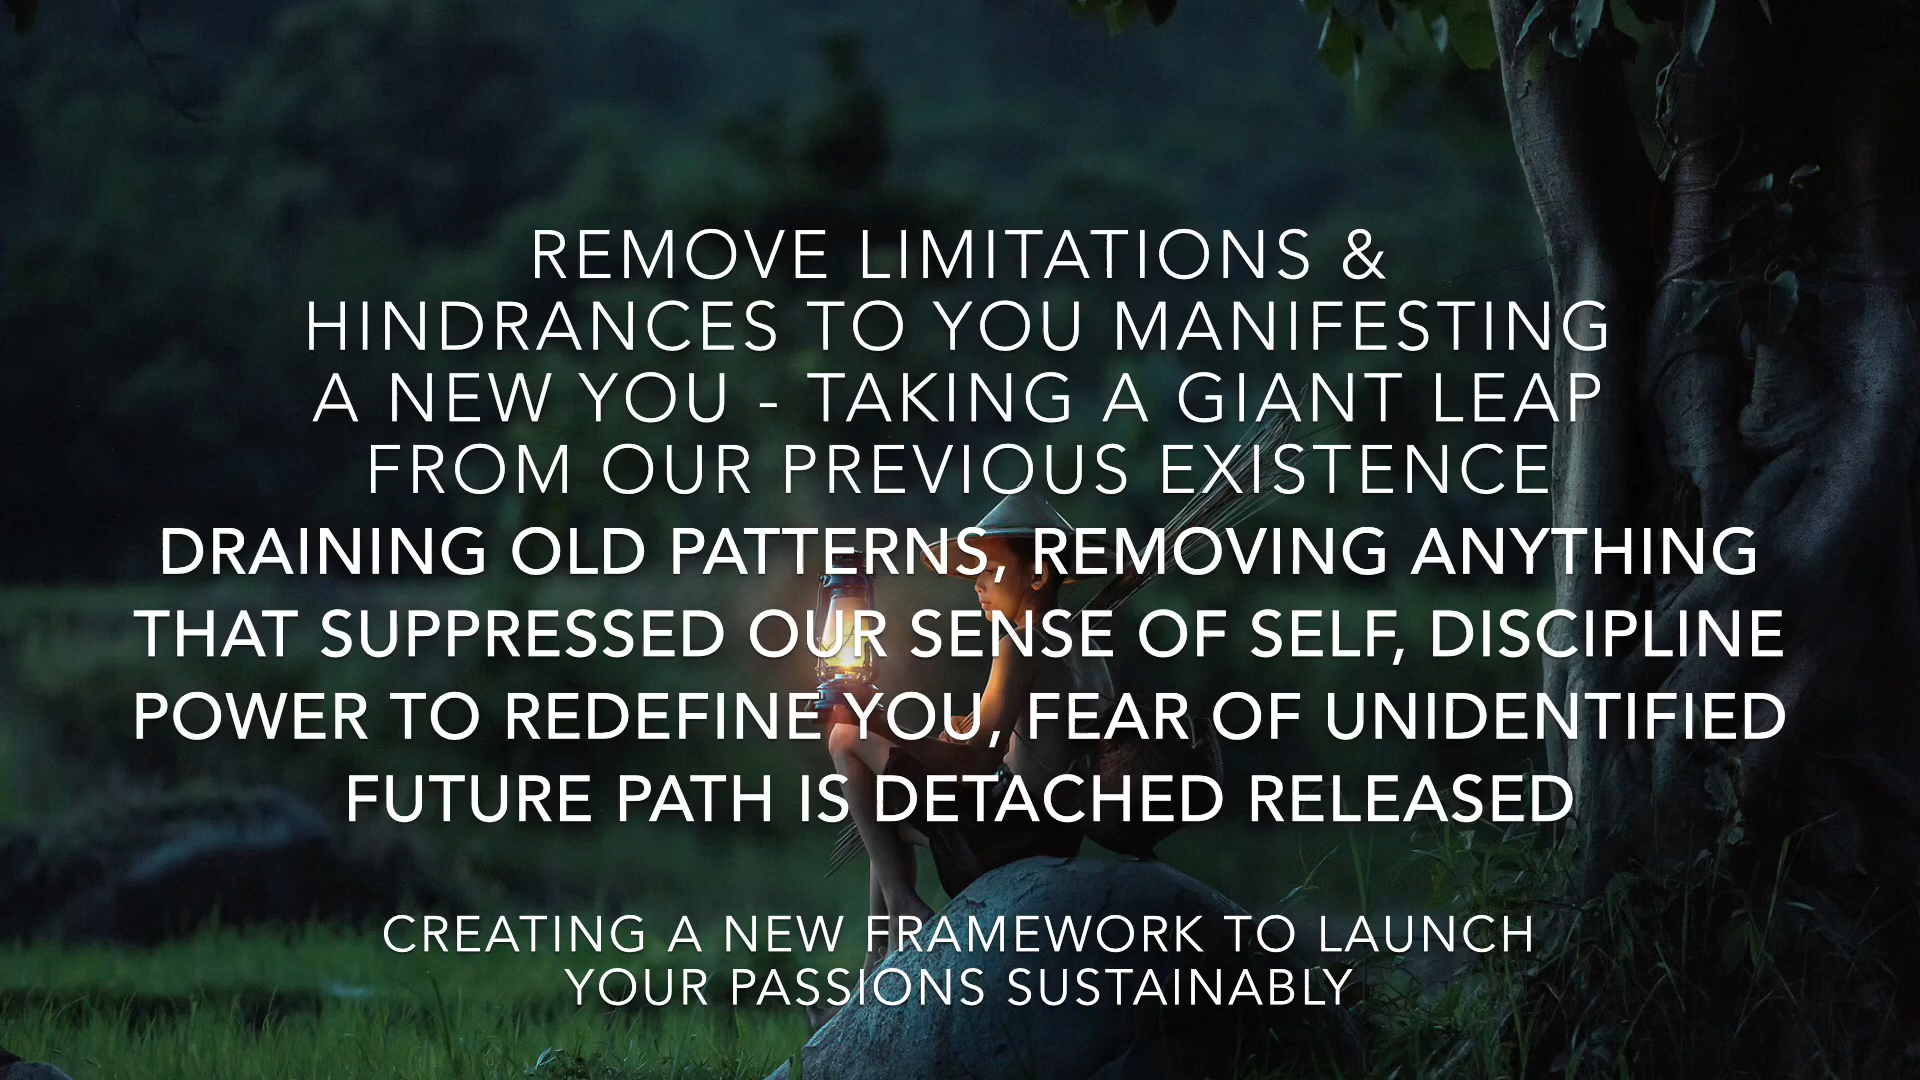 REMOVE LIMITATIONS &
HINDRANCES TO YOU MANIFESTING
A NEW YOU - TAKING A GIANT LEAP
FROM OUR PREVIOUS EXISTENCE
DRAINING OLD PATTERNS, REMOVING ANYTHING
THAT SUPPRESSED OUR SENSE OF SELF, DISCIPLINE
POWER TO REDEFINE YOU, FEAR OF UNIDENTIFIED
FUTURE PATH IS DETACHED RELEASED
CREATING A NEW FRAMEWORK TO LAUNCH
YOUR PASSIONS SUSTAINABLY